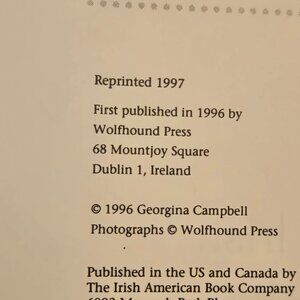 Reprinted 1997
First published in 1996 by
Wolfhound Press
68 Mountjoy Square
Dublin 1, Ireland
© 1996 Georgina Campbell
Photographs © Wolfhound Press
Published in the US and Canada by
The Irish American Book Company